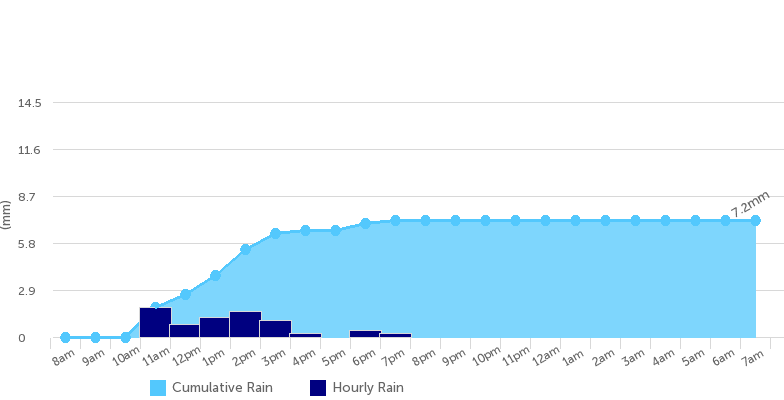 14.5
11.6
8.7
5.8
2.9
0
(mm)
7.2mm
8am 9am 10am 11am 12pm 1pm 2pm 3pm 4pm 5pm 6pm 7pm 8pm 9pm 10pm 11pm 12am 1am 2am 3am 4am 5am 6am 7am
Cumulative Rain Hourly Rain